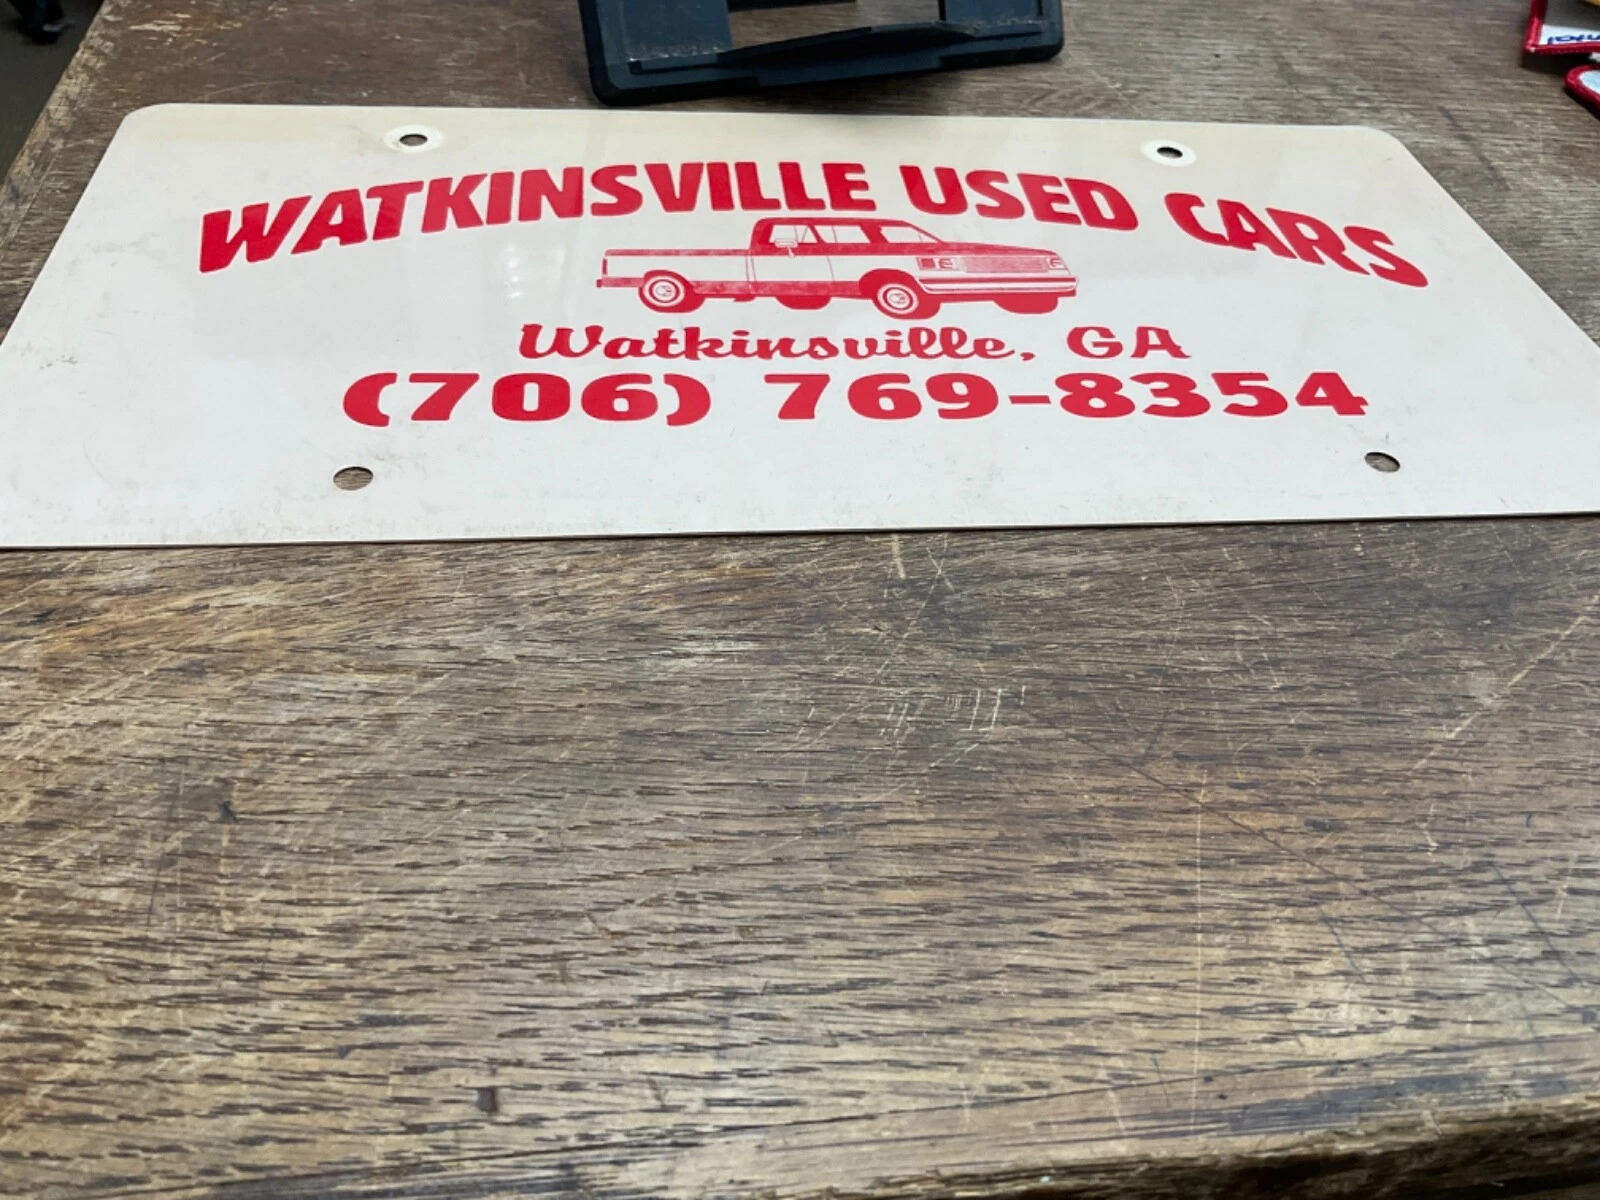 WATKINSVILLE USED CARS
Watkinsville, GA
(706) 769-8354